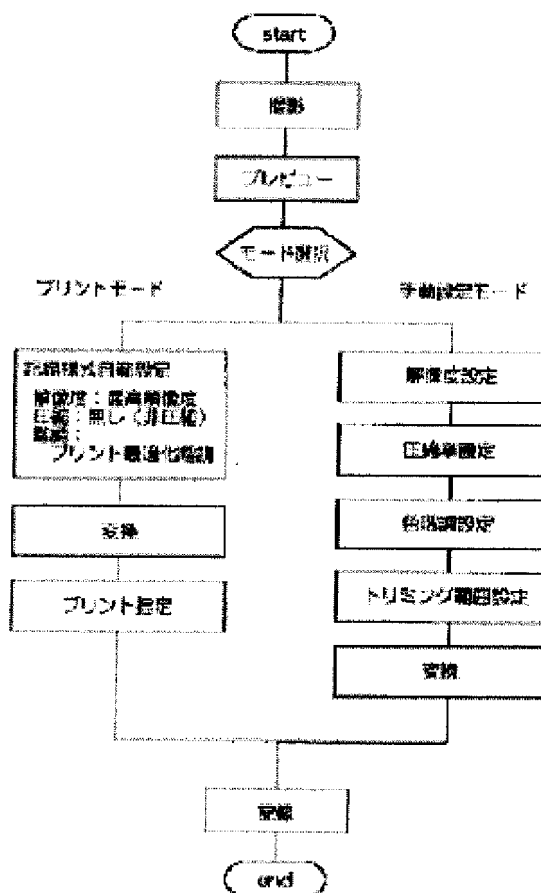 start
撮影
プレビュー
モード選択
プリントモード
手動設定モード
記録様式自動設定
解像度：最高解像度
圧縮：無し（非圧縮）
階調：
プリント最適化階調
変換
プリント指定
解像度設定
圧縮率設定
色階調設定
トリミング範囲設定
変換
記録
end